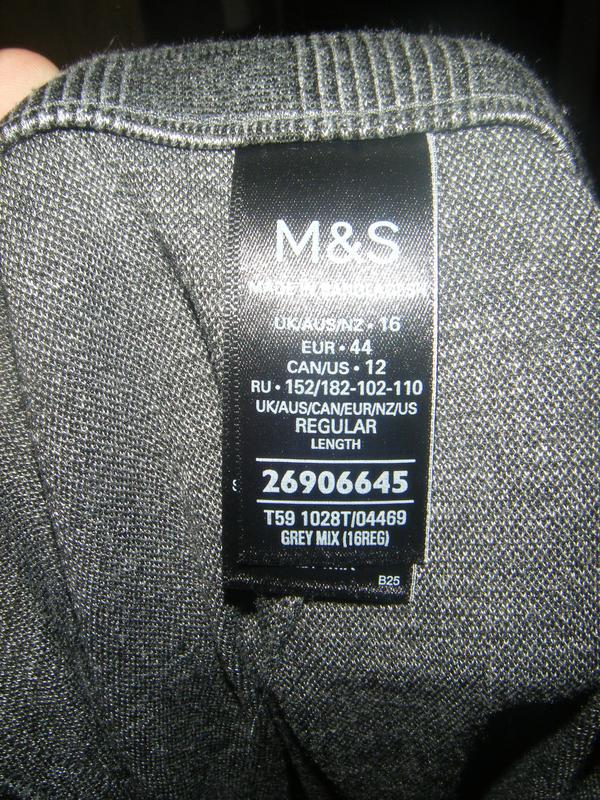 M&S
MADE IN BANGLADESH
UK/AUS/NZ • 16
EUR • 44
CAN/US • 12
RU • 152/182-102-110
UK/AUS/CAN/EUR/NZ/US
REGULAR
LENGTH
26906645
T59 1028T/04469
GREY MIX (16REG)
B25